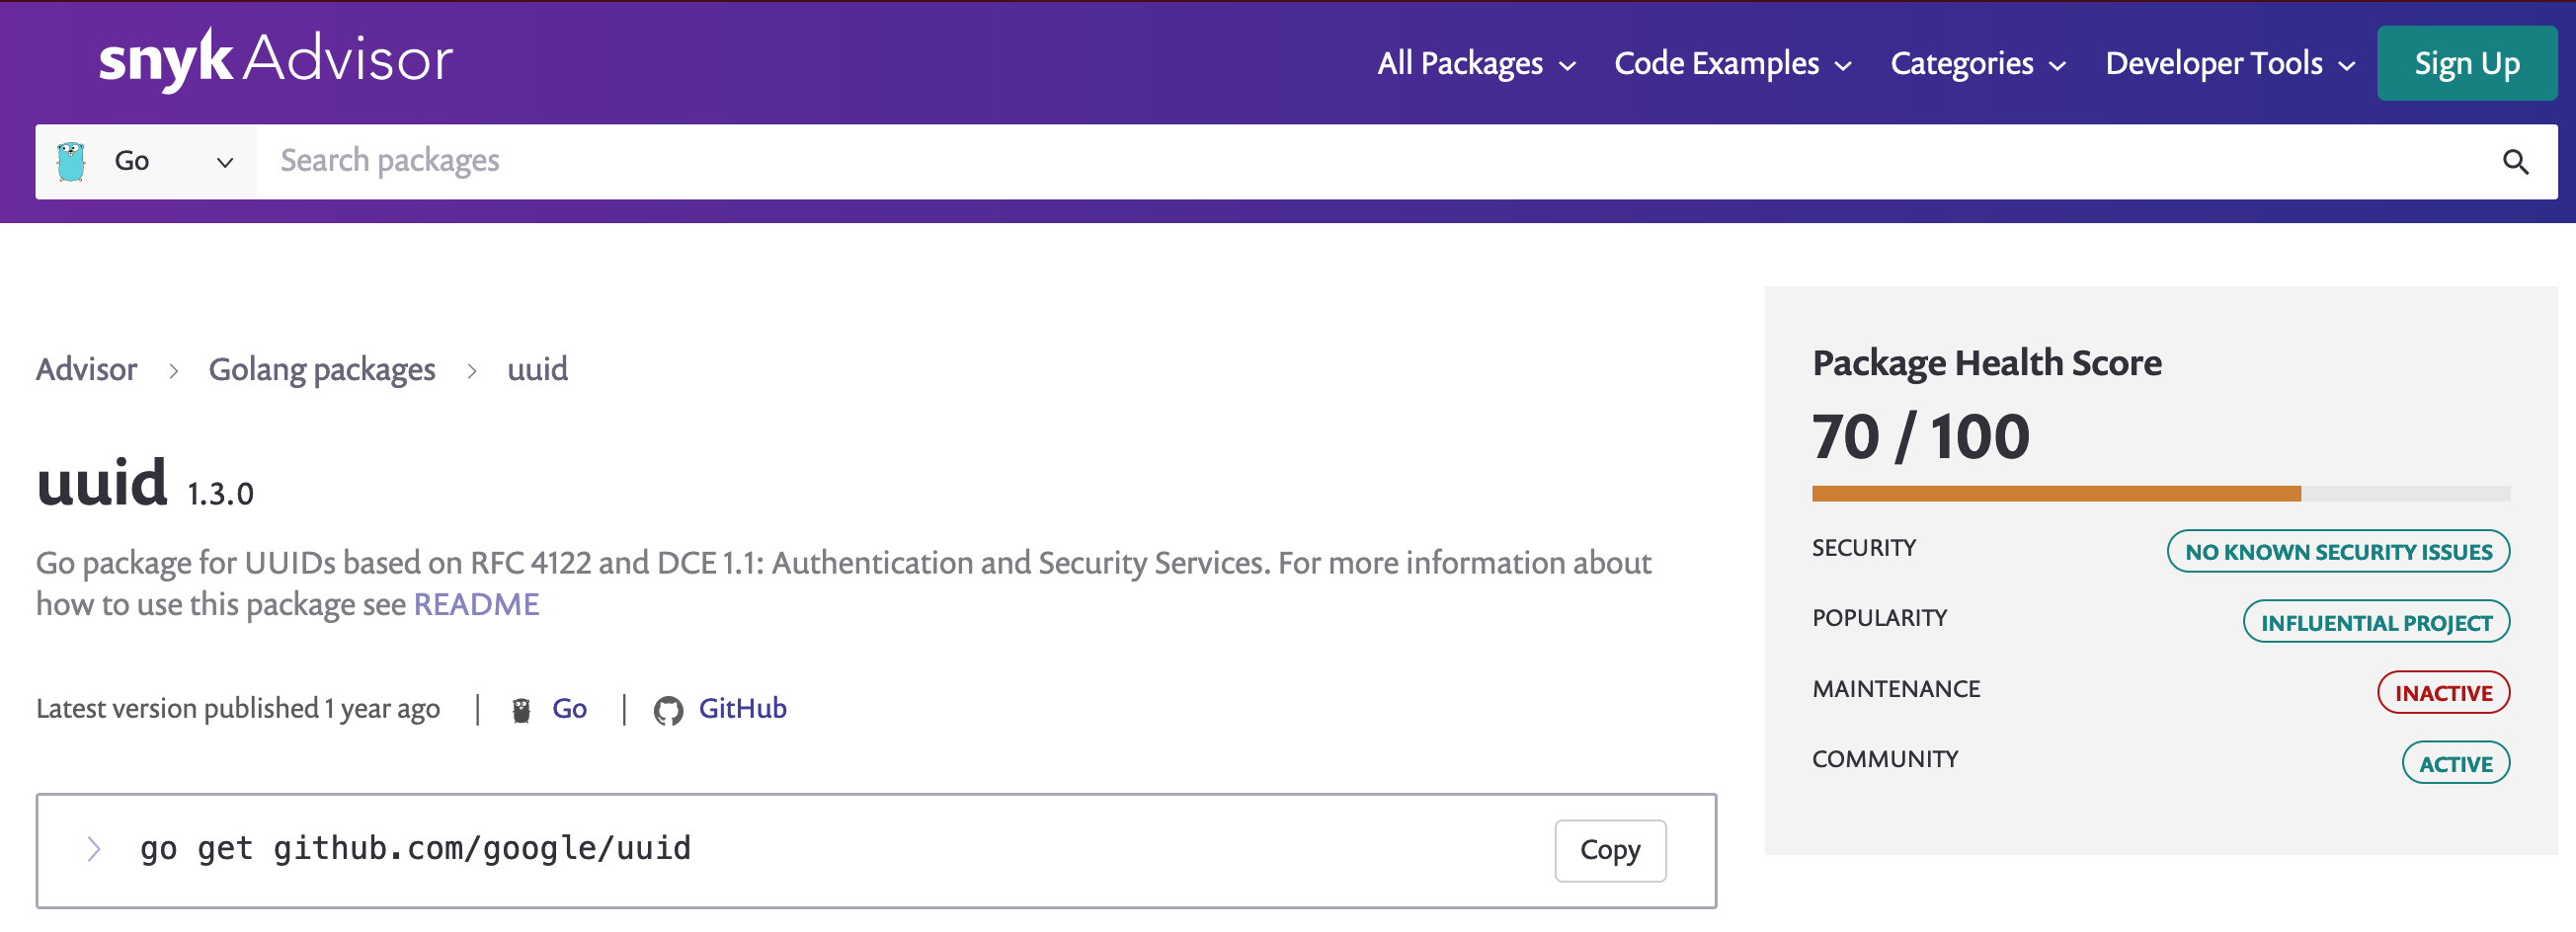 snyk Advisor
All Packages Code Examples Categories Developer Tools Sign Up
Go Search packages
Advisor > Golang packages > uuid
uuid 1.3.0
Go package for UUIDs based on RFC 4122 and DCE 1.1: Authentication and Security Services. For more information about
how to use this package see README
Latest version published 1 year ago | Go | GitHub
> go get github.com/google/uuid Copy
Package Health Score
70 / 100
SECURITY NO KNOWN SECURITY ISSUES
POPULARITY INFLUENTIAL PROJECT
MAINTENANCE INACTIVE
COMMUNITY ACTIVE